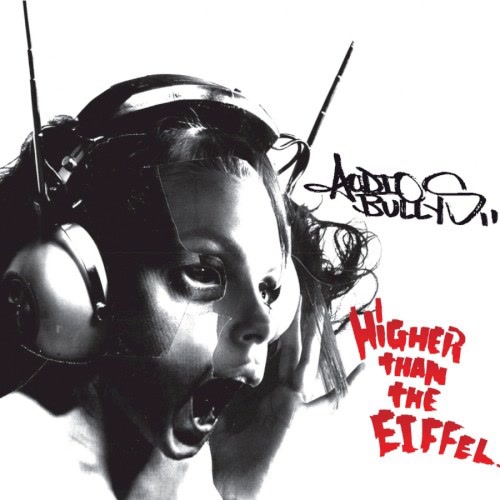 AUDIO
BULLYS
HIGHER
THAN
THE
EIFFEL.